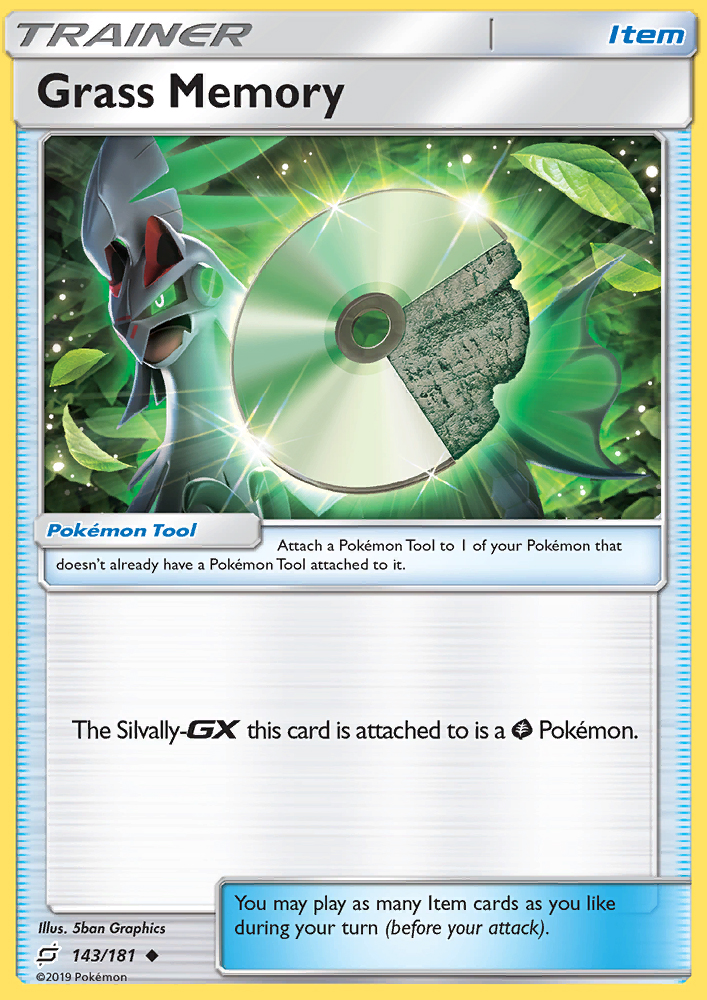 TRAINER
Item
Grass Memory
Pokémon Tool
Attach a Pokémon Tool to 1 of your Pokémon that
doesn't already have a Pokémon Tool attached to it.
The Silvally-GX this card is attached to is a Pokémon.
You may play as many Item cards as you like
during your turn (before your attack).
Illus. 5ban Graphics
143/181
©2019 Pokémon